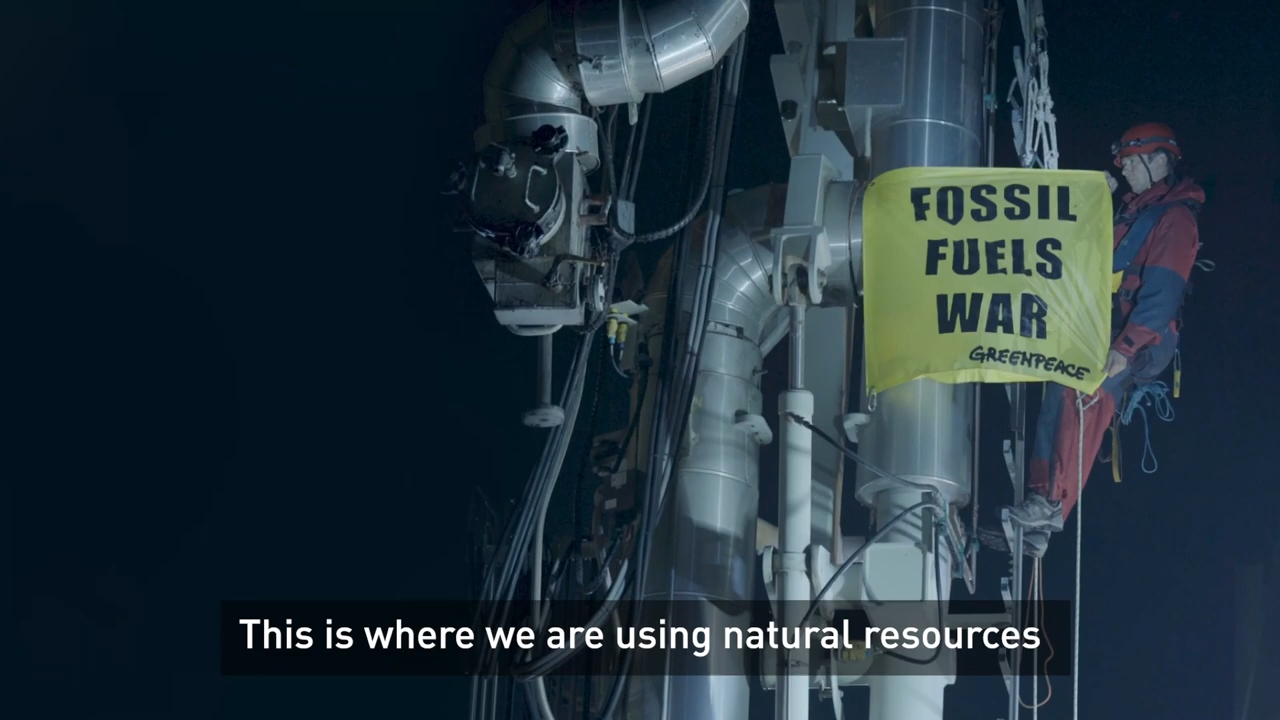 FOSSIL
FUELS
WAR
GREENPEACE
This is where we are using natural resources